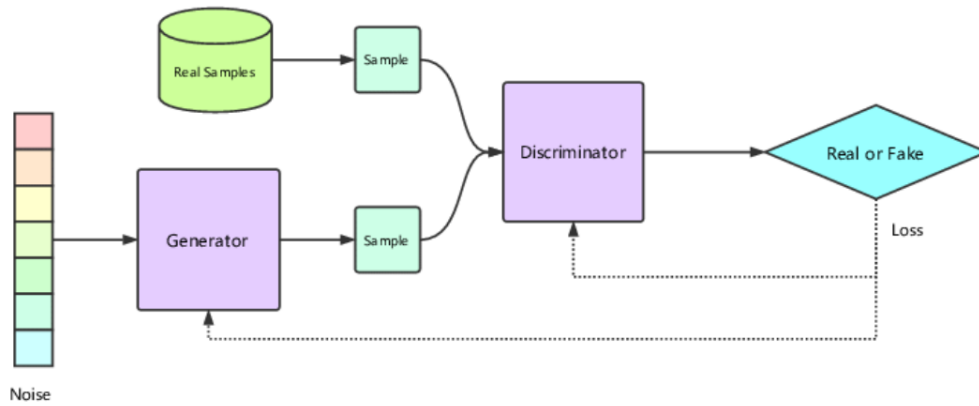 Real Samples
Sample
Discriminator
Real or Fake
Generator
Sample
Loss
Noise